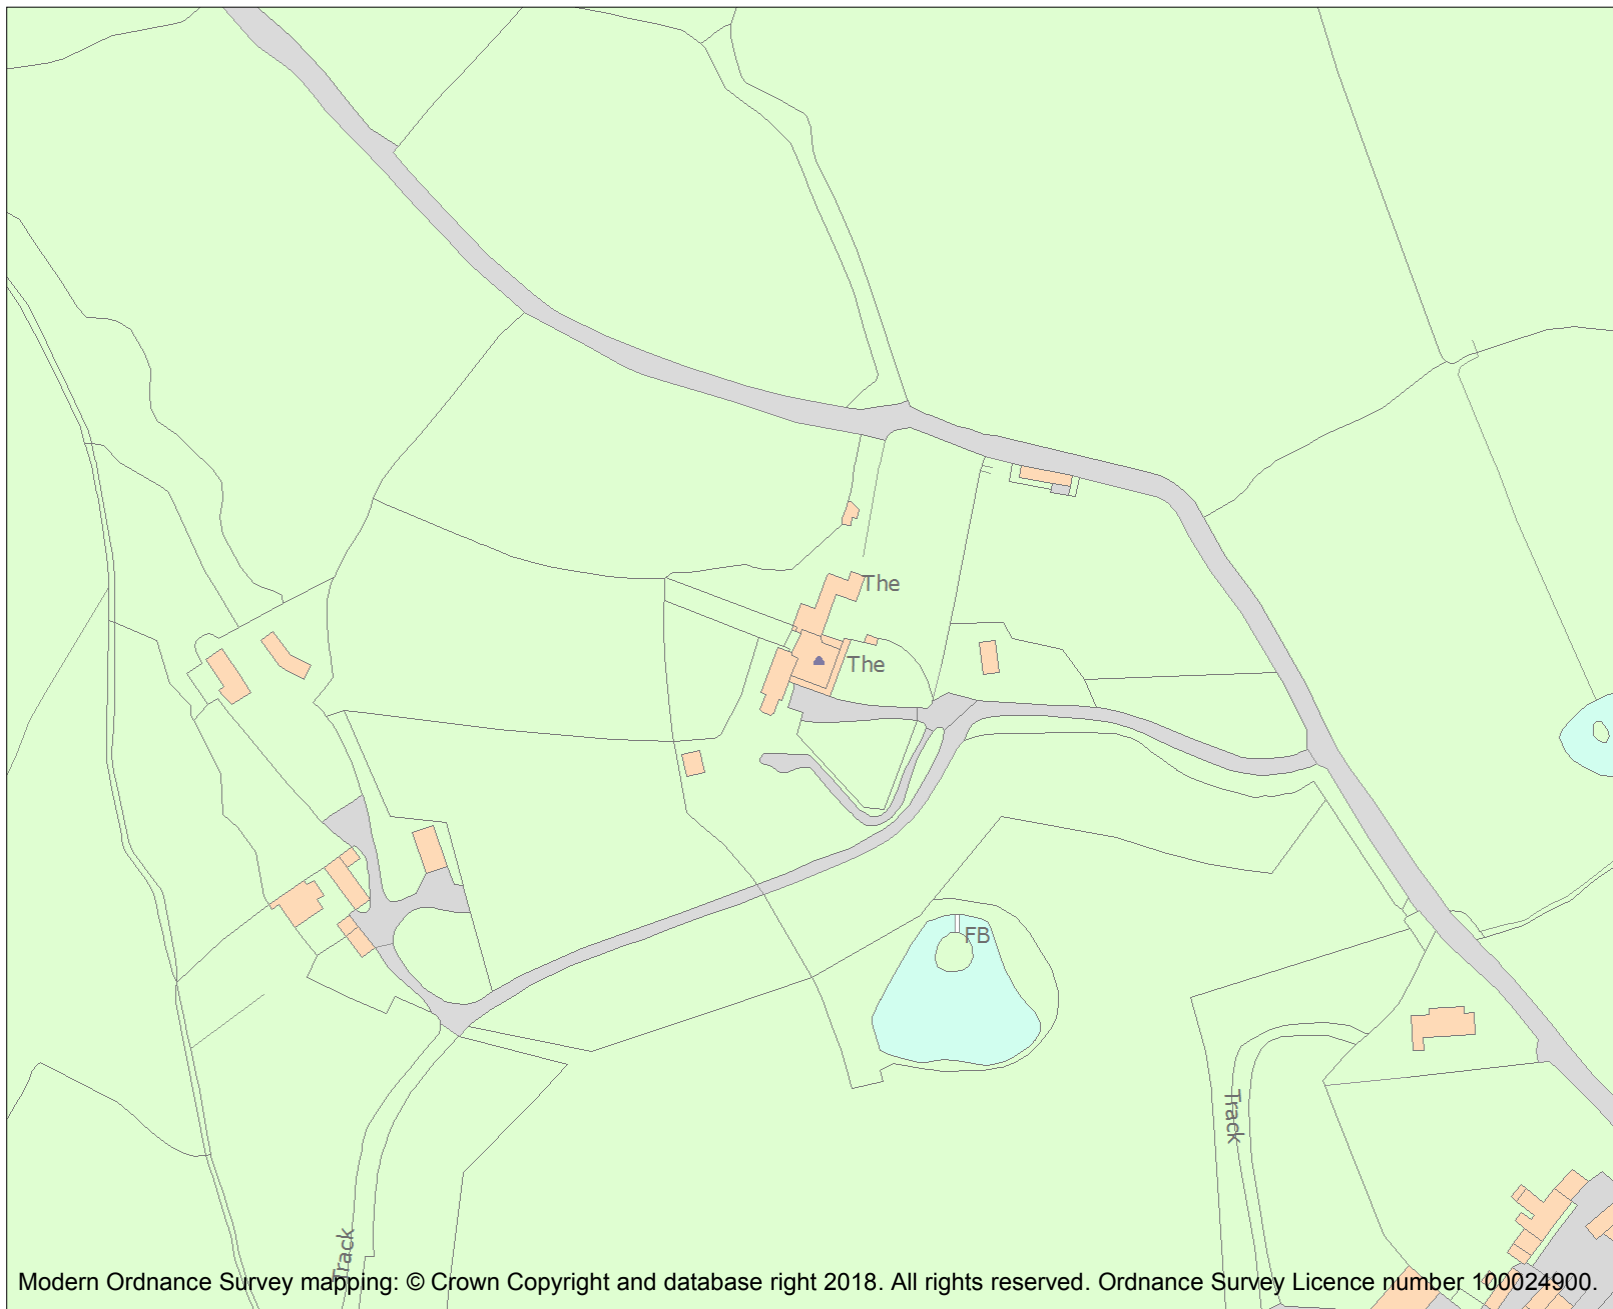 The
The
FB
Track
Track
Modern Ordnance Survey mapping: © Crown Copyright and database right 2018. All rights reserved. Ordnance Survey Licence number 100024900.